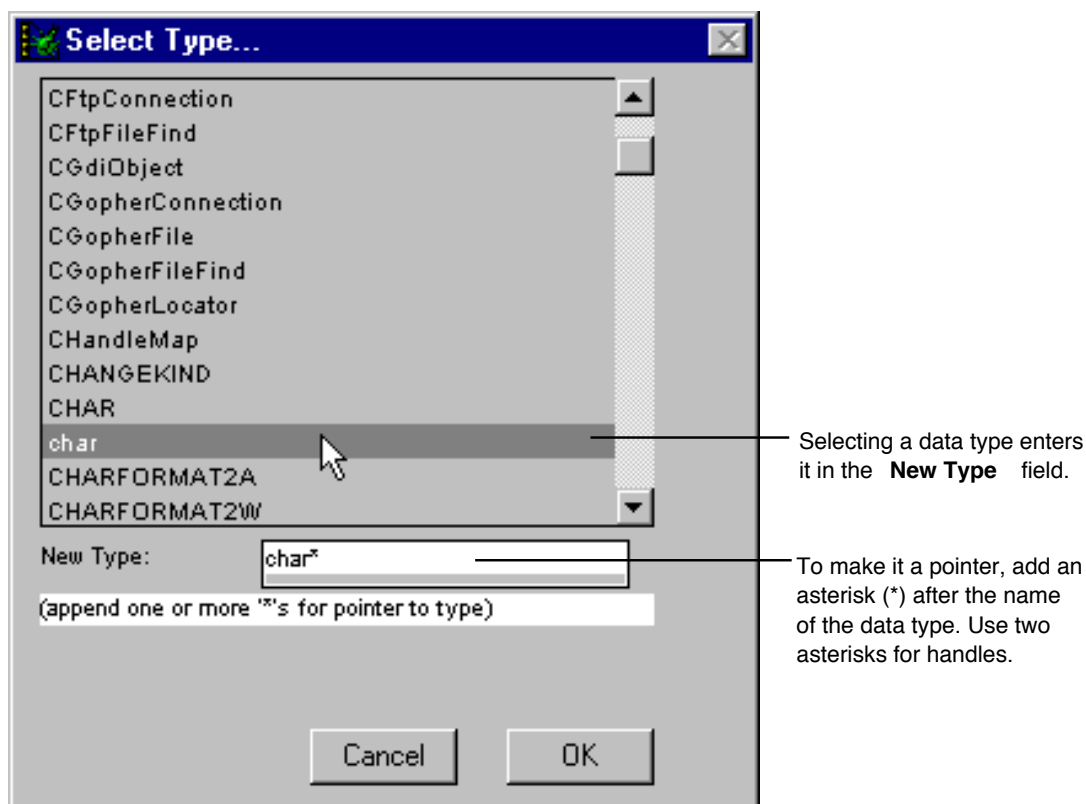 Select Type...
CFtpConnection
CFtpFileFind
CGdiObject
CGopherConnection
CGopherFile
CGopherFileFind
CGopherLocator
CHandleMap
CHANGEKIND
CHAR
char
CHARFORMAT2A
CHARFORMAT2W
Selecting a data type enters
it in the New Type field.
New Type:
char*
(append one or more '*'s for pointer to type)
To make it a pointer, add an
asterisk (*) after the name
of the data type. Use two
asterisks for handles.
Cancel
OK